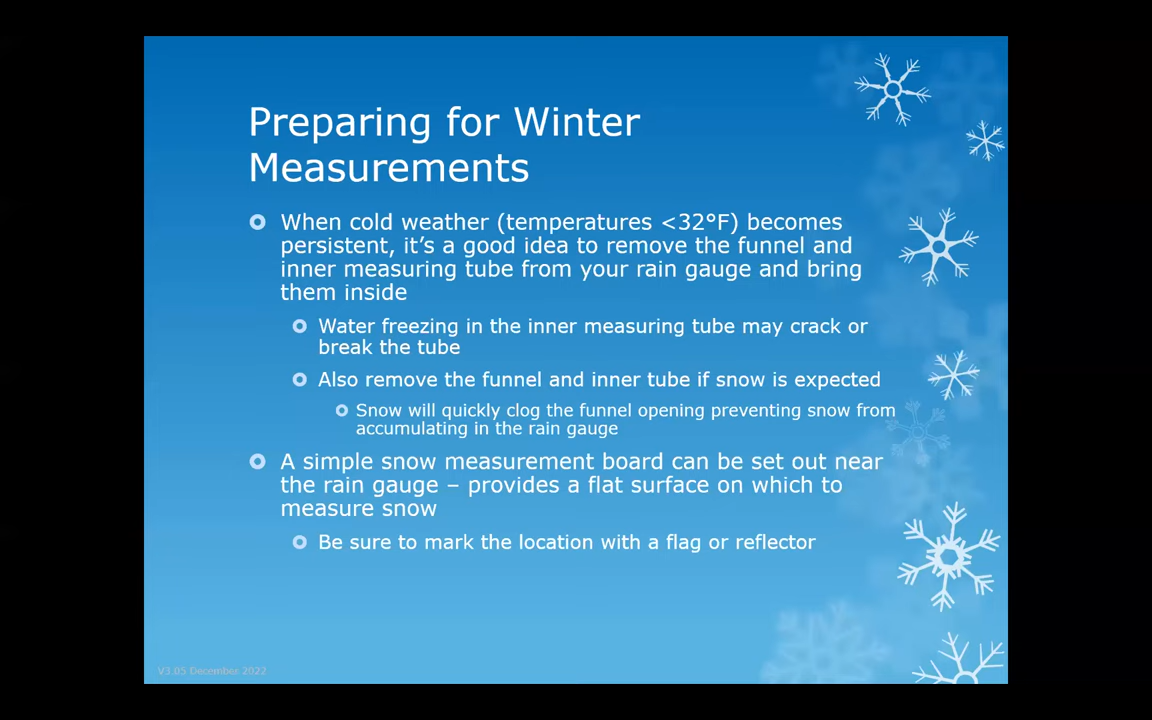 Preparing for Winter
Measurements
When cold weather (temperatures <32°F) becomes
persistent, it’s a good idea to remove the funnel and
inner measuring tube from your rain gauge and bring
them inside
Water freezing in the inner measuring tube may crack or
break the tube
Also remove the funnel and inner tube if snow is expected
Snow will quickly clog the funnel opening preventing snow from
accumulating in the rain gauge
A simple snow measurement board can be set out near
the rain gauge – provides a flat surface on which to
measure snow
Be sure to mark the location with a flag or reflector
V3.05 December 2022